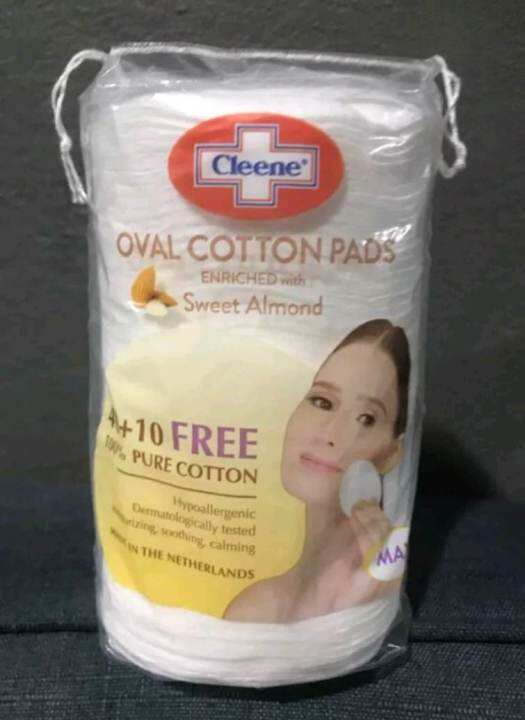 Cleene®
OVAL COTTON PADS
ENRICHED with
Sweet Almond
+10 FREE
100% PURE COTTON
Hypoallergenic
Dermatologically tested
soothing, calming
IN THE NETHERLANDS
MA